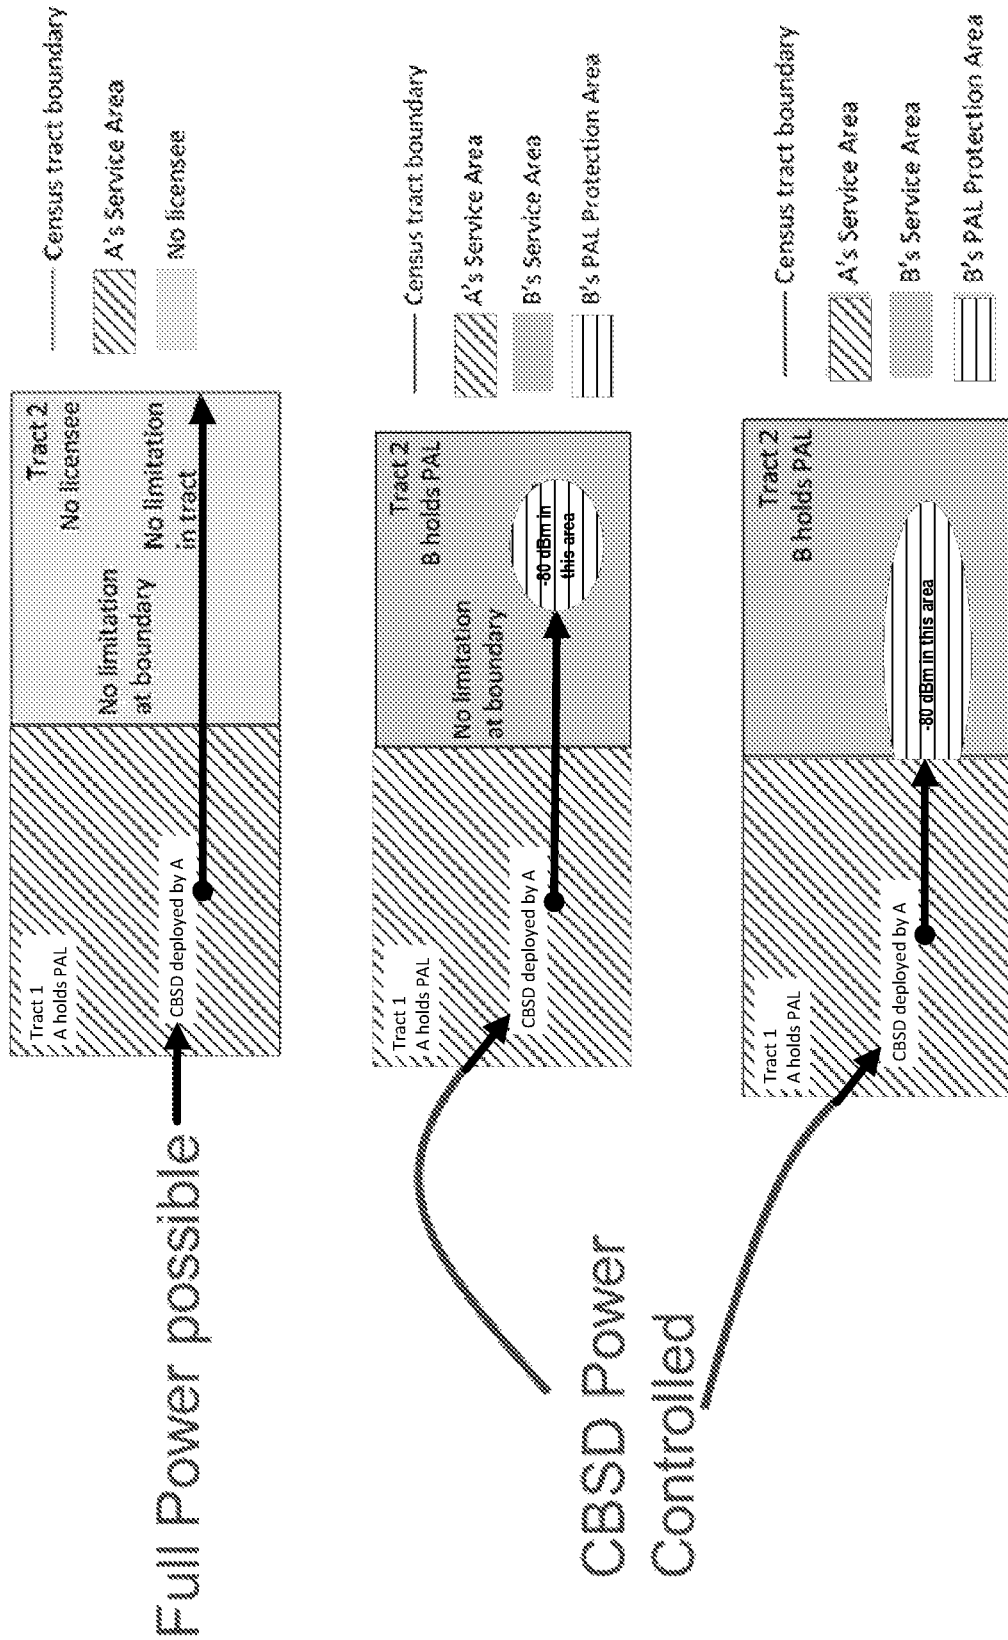 Full Power possible
Tract 1
A holds PAL
CBSD deployed by A
No limitation
at boundary
Tract 2
No licensee
No limitation
in tract
Census tract boundary
A's Service Area
No licensee
CBSD Power
Controlled
Tract 1
A holds PAL
CBSD deployed by A
No limitation
at boundary
Tract 2
B holds PAL
-80 dBm in
this area
Census tract boundary
A's Service Area
B's Service Area
B's PAL Protection Area
Tract 1
A holds PAL
CBSD deployed by A
Tract 2
B holds PAL
-80 dBm in this area
Census tract boundary
A's Service Area
B's Service Area
B's PAL Protection Area